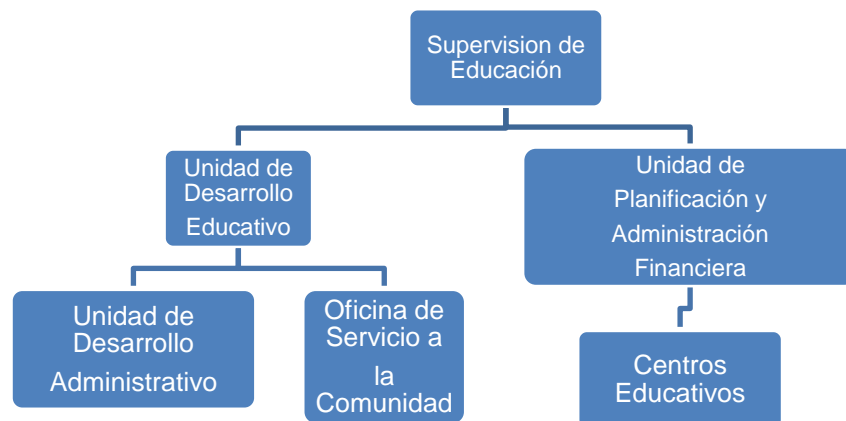 Supervision de
Educación
Unidad de
Desarrollo
Educativo
Unidad de
Planificación y
Administración
Financiera
Unidad de
Desarrollo
Administrativo
Oficina de
Servicio a
la
Comunidad
Centros
Educativos